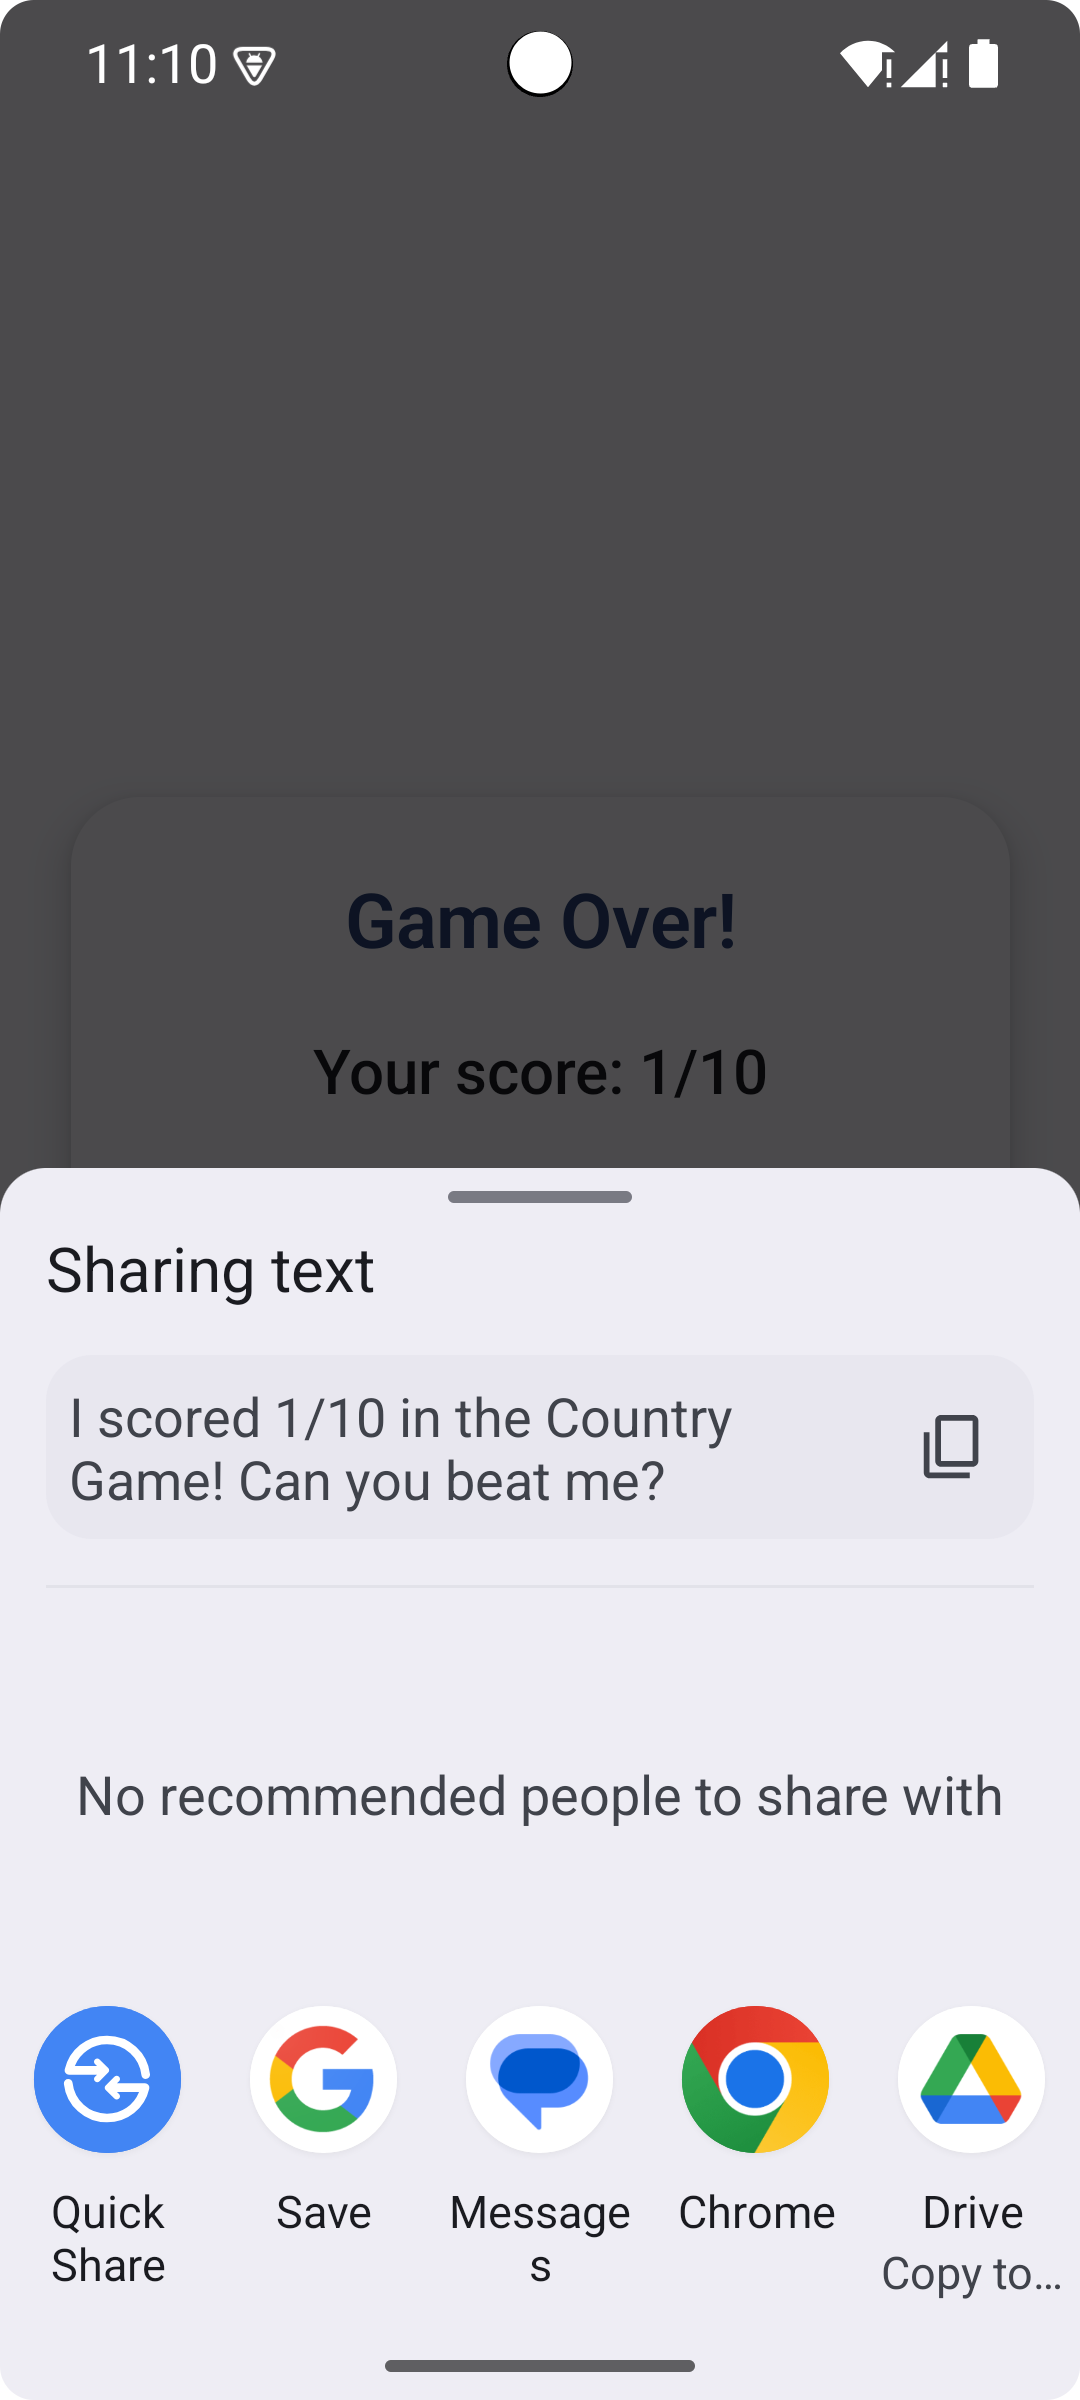 11:10
Game Over!
Your score: 1/10
Sharing text
I scored 1/10 in the Country
Game! Can you beat me?
No recommended people to share with
Quick
Share
Save
Message
s
Chrome
Drive
Copy to...